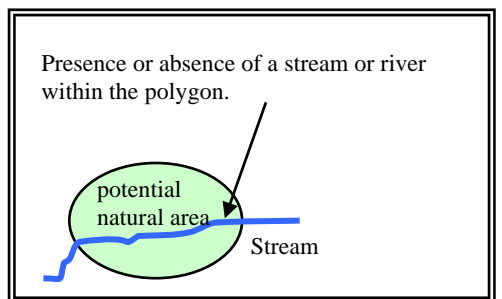 Presence or absence of a stream or river
within the polygon.
potential
natural area
Stream